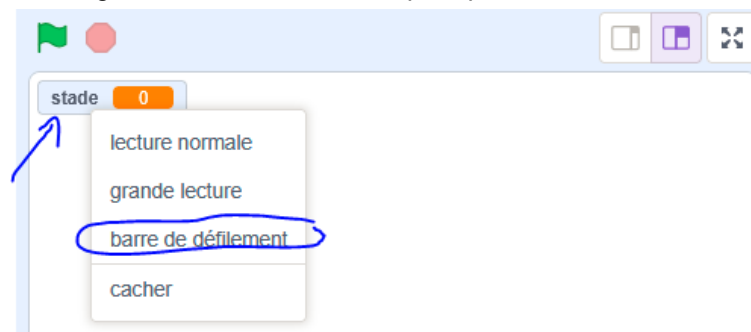 stade 0
lecture normale
grande lecture
barre de défilement
cacher